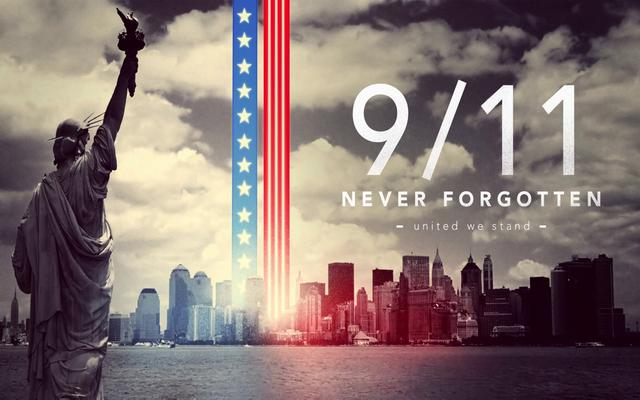 9/11
NEVER FORGOTTEN
- united we stand -